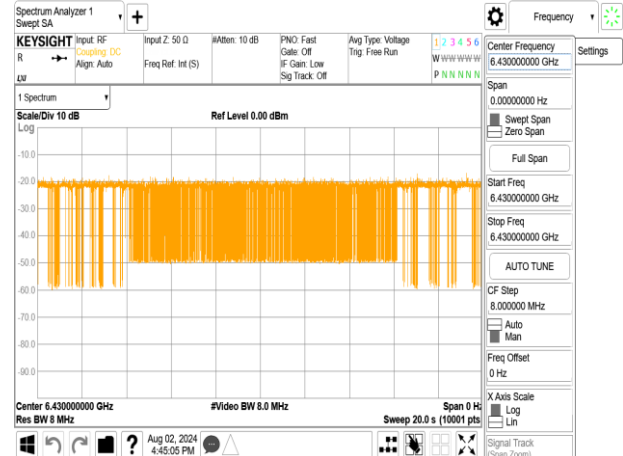 Spectrum Analyzer 1
Swept SA
+
Frequency
KEYSIGHT
R
LXI
Input: RF
Coupling: DC
Align: Auto
Input Z: 50 Ω
Freq Ref: Int (S)
#Atten: 10 dB
PNO: Fast
Gate: Off
IF Gain: Low
Sig Track: Off
Avg Type: Voltage
Trig: Free Run
1 2 3 4 5 6
W W W W W W
P N N N N N
1 Spectrum
Scale/Div 10 dB
Ref Level 0.00 dBm
Log
-10.0
-20.0
-30.0
-40.0
-50.0
-60.0
-70.0
-80.0
-90.0
Center 6.430000000 GHz
#Video BW 8.0 MHz
Span 0 Hz
Res BW 8 MHz
Sweep 20.0 s (10001 pts
?
Aug 02, 2024
4:45:05 PM
Center Frequency
6.430000000 GHz
Settings
Span
0.00000000 Hz
Swept Span
Zero Span
Full Span
Start Freq
6.430000000 GHz
Stop Freq
6.430000000 GHz
AUTO TUNE
CF Step
8.000000 MHz
Auto
Man
Freq Offset
0 Hz
X Axis Scale
Log
Lin
Signal Track
(Span Zoom)